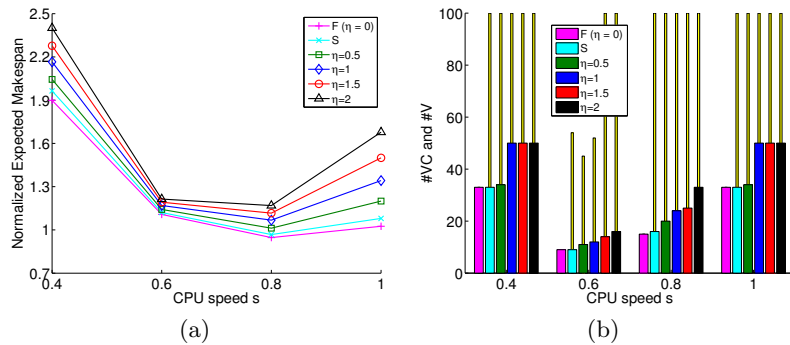 2.5
2.2
1.9
1.6
1.3
1
0.7
Normalized Expected Makespan
F (η = 0)
S
η=0.5
η=1
η=1.5
η=2
0.4
0.6
0.8
1
CPU speed s
(a)
100
80
60
40
20
0
#VC and #V
F (η = 0)
S
η=0.5
η=1
η=1.5
η=2
0.4
0.6
0.8
1
CPU speed s
(b)